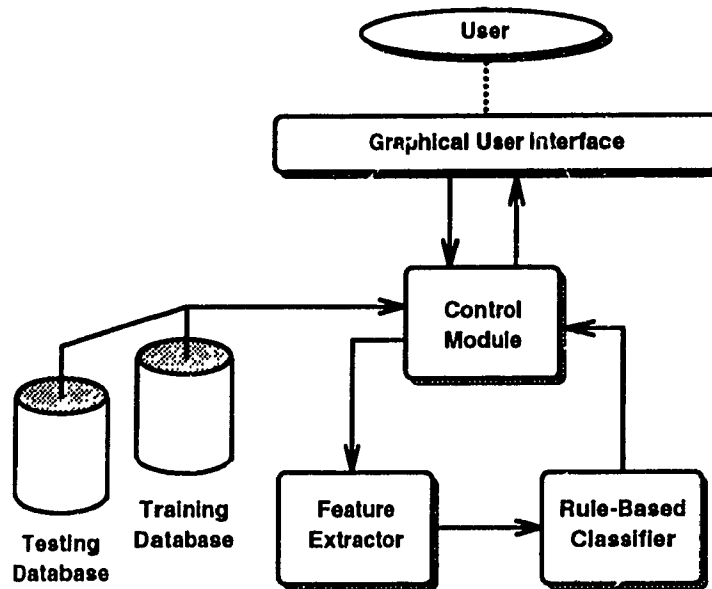 User
Graphical User Interface
Control
Module
Training
Database
Testing
Database
Feature
Extractor
Rule-Based
Classifier